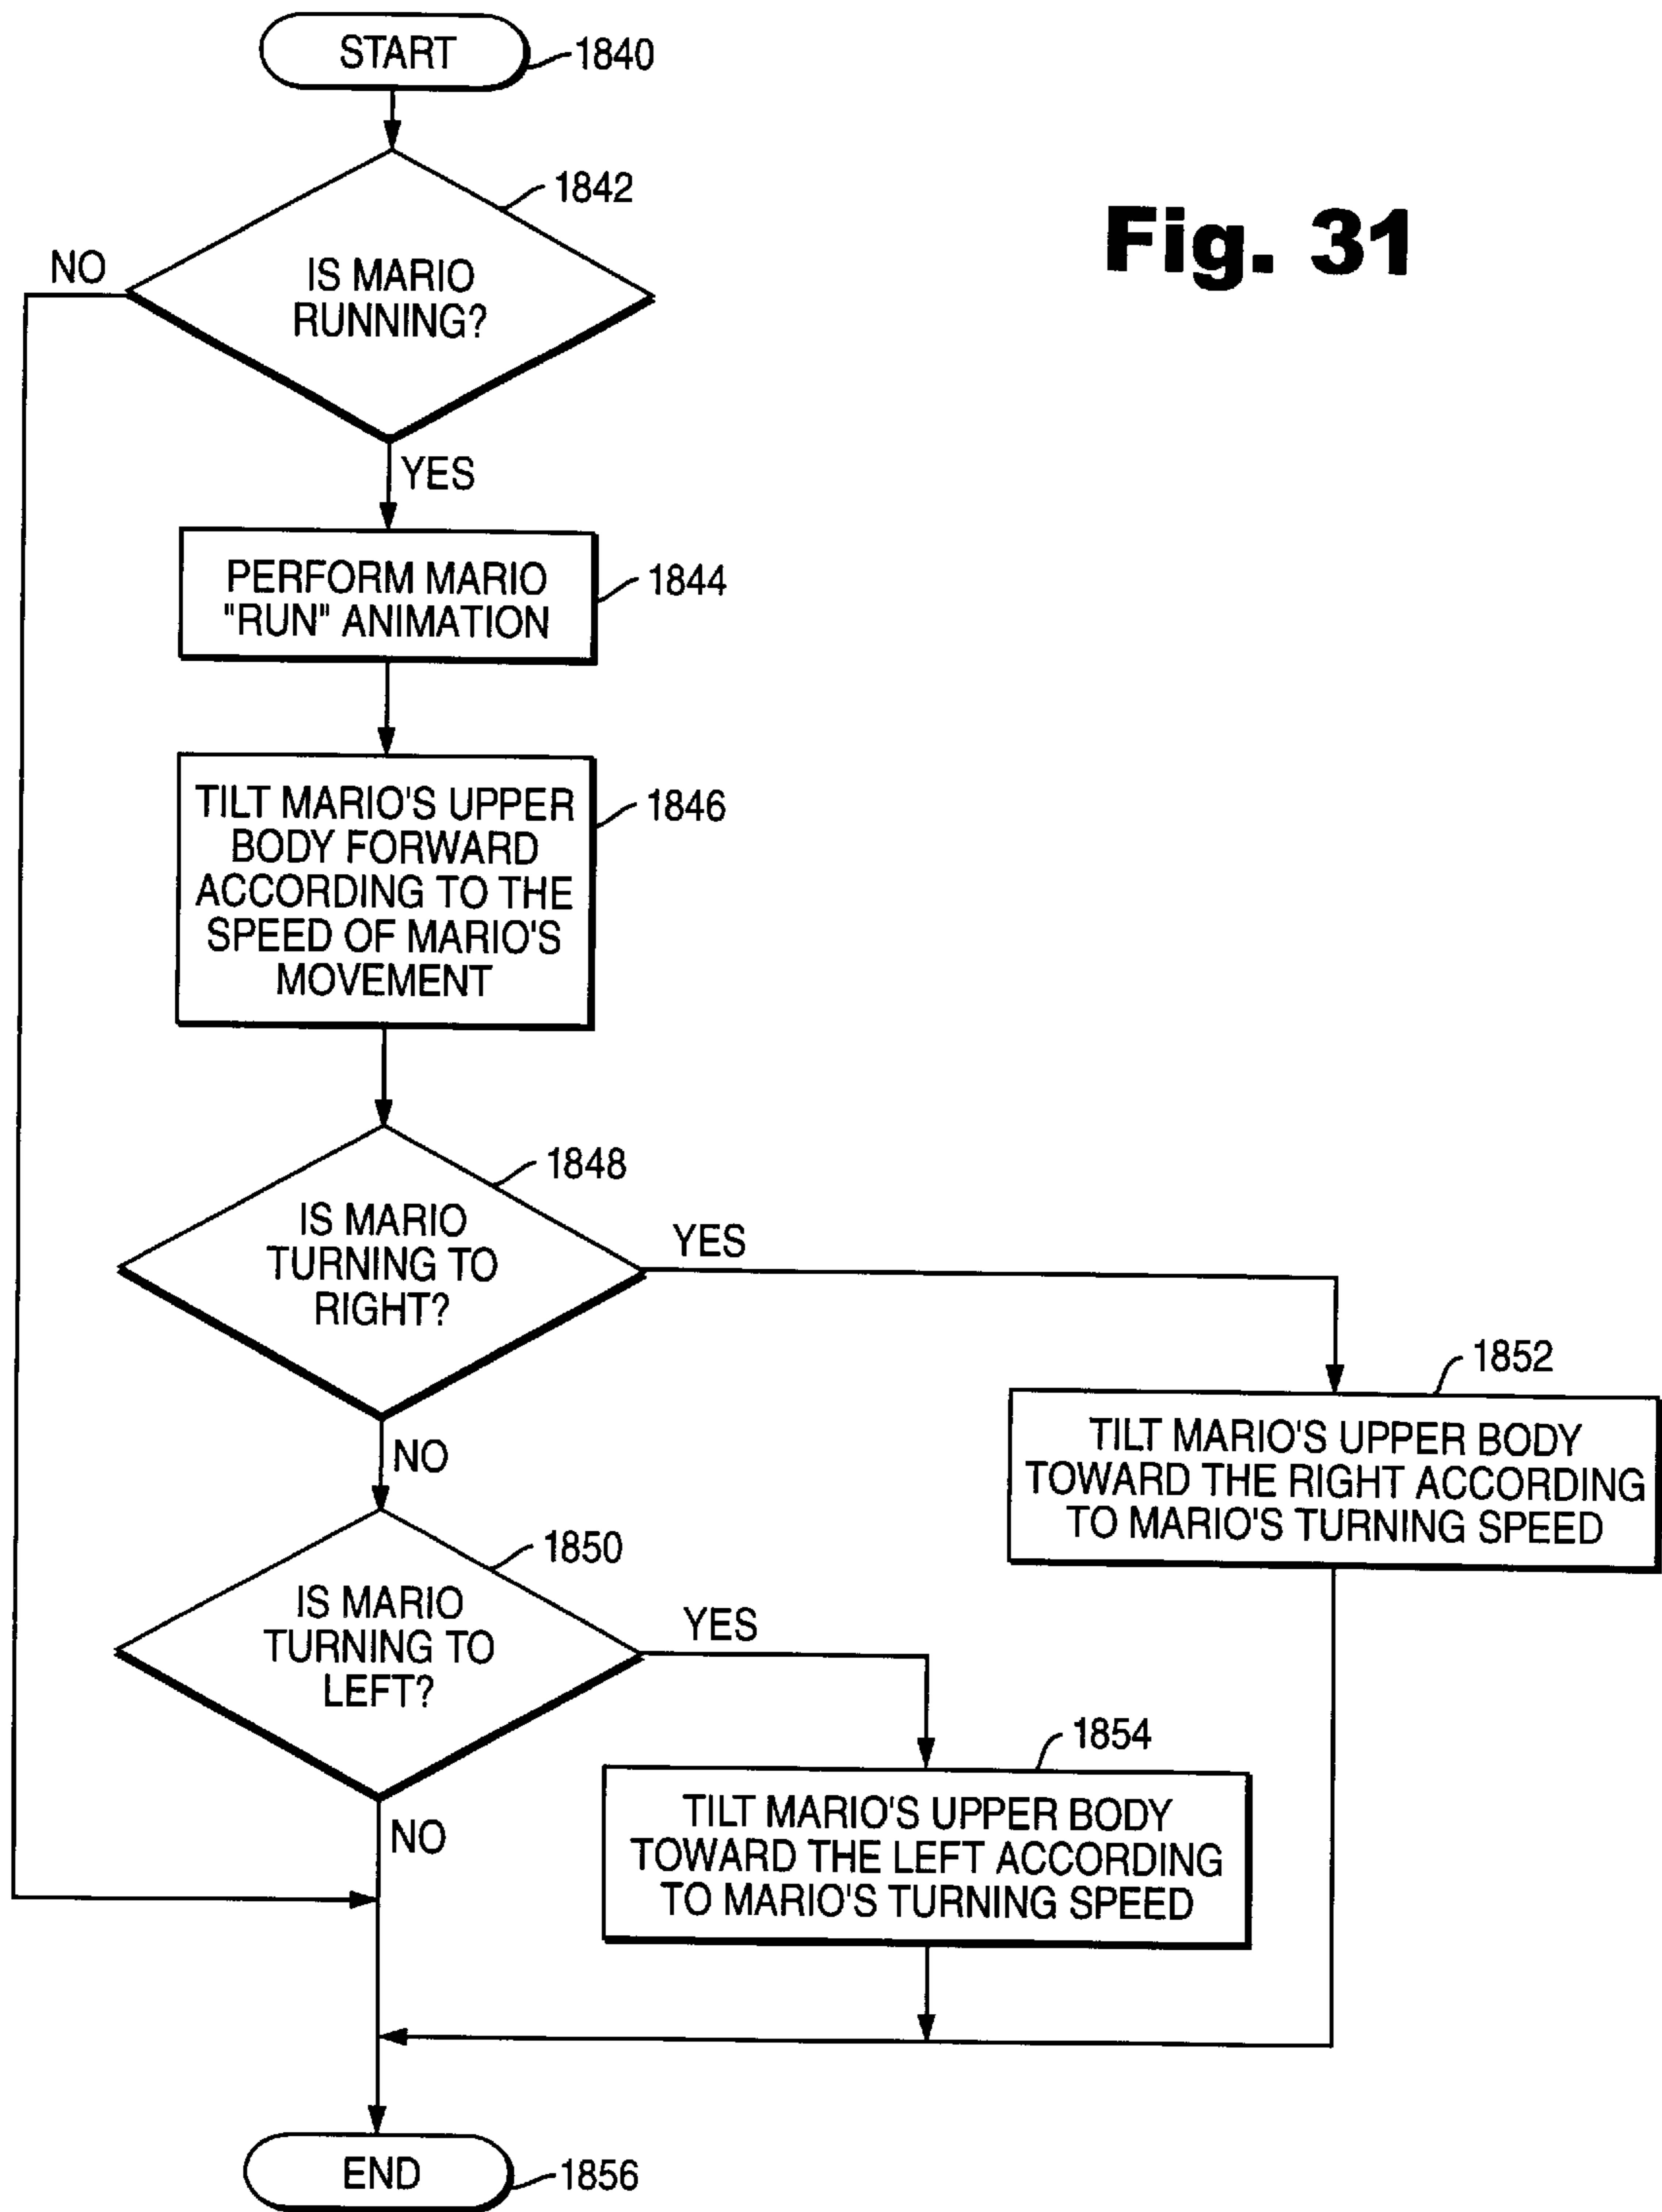 START
1840
1842
Fig. 31
NO
IS MARIO
RUNNING?
YES
PERFORM MARIO
"RUN" ANIMATION
1844
TILT MARIO'S UPPER
BODY FORWARD
ACCORDING TO THE
SPEED OF MARIO'S
MOVEMENT
1846
1848
IS MARIO
TURNING TO
RIGHT?
YES
1852
TILT MARIO'S UPPER BODY
TOWARD THE RIGHT ACCORDING
TO MARIO'S TURNING SPEED
NO
1850
IS MARIO
TURNING TO
LEFT?
YES
1854
TILT MARIO'S UPPER BODY
TOWARD THE LEFT ACCORDING
TO MARIO'S TURNING SPEED
NO
END
1856